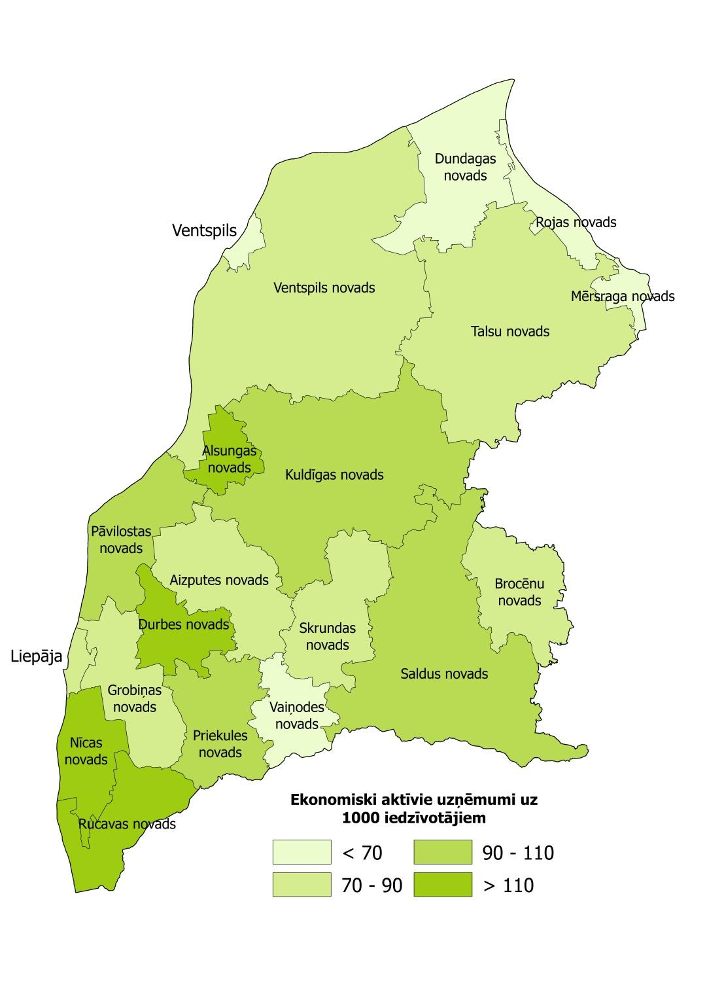 Dundagas
novads
Rojas novads
Ventspils
Ventspils novads
Mērsraga novads
Talsu novads
Alsungas
novads
Kuldīgas novads
Pāvilostas
novads
Aizputes novads
Brocēnu
novads
Durbes novads
Skrundas
novads
Liepāja
Saldus novads
Grobiņas
novads
Vaiņodes
novads
Priekules
novads
Nīcas
novads
Rucavas novads
Ekonomiski aktīvie uzņēmumi uz
1000 iedzīvotājiem
< 70
90 - 110
70 - 90
> 110